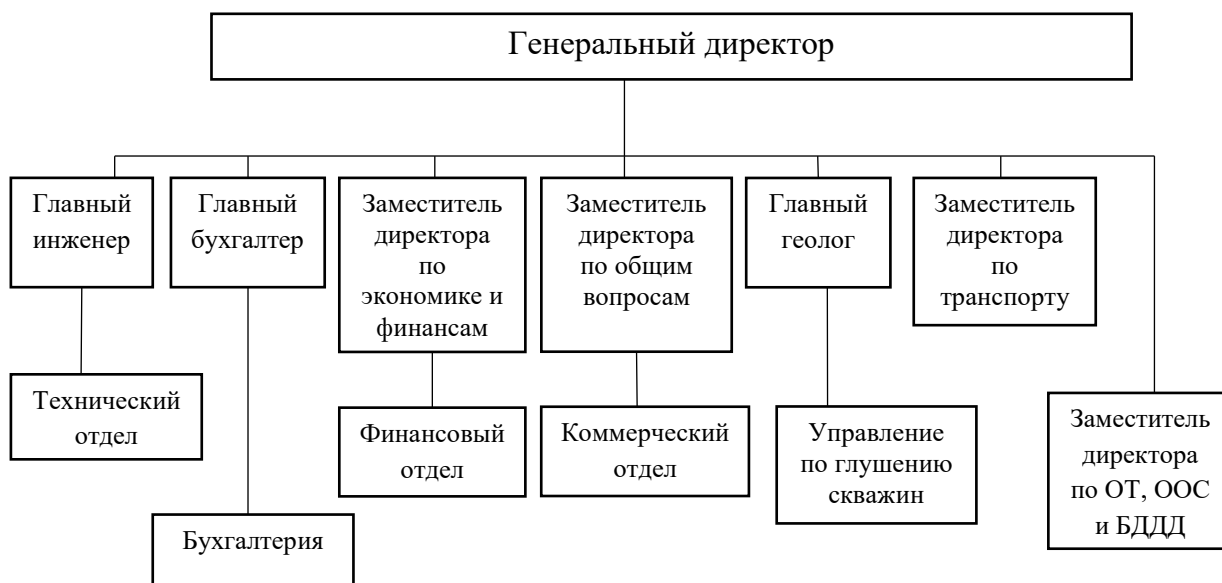 Генеральный директор
Главный
инженер
Главный
бухгалтер
Заместитель
директора
по
экономике и
финансам
Заместитель
директора
по общим
вопросам
Главный
геолог
Заместитель
директора
по
транспорту
Технический
отдел
Финансовый
отдел
Коммерческий
отдел
Управление
по глушению
скважин
Заместитель
директора
по ОТ, ООС
и БДДД
Бухгалтерия